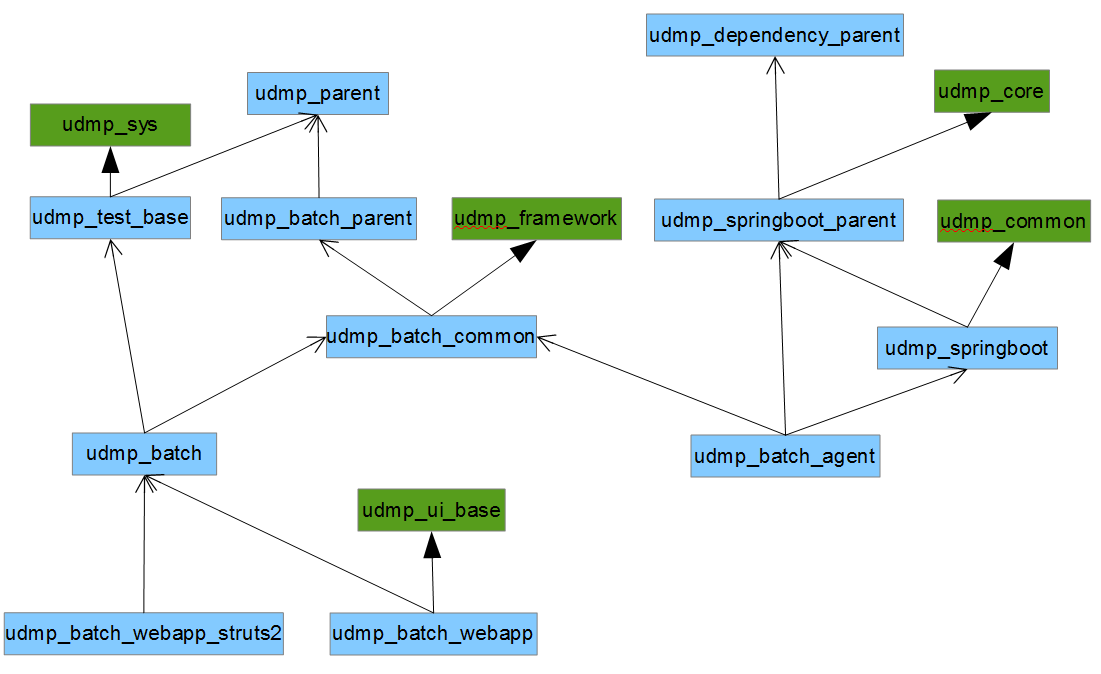 udmp_dependency_parent
udmp_parent
udmp_core
udmp_sys
udmp_test_base
udmp_batch_parent
udmp_framework
udmp_springboot_parent
udmp_common
udmp_batch_common
udmp_springboot
udmp_batch
udmp_batch_agent
udmp_ui_base
udmp_batch_webapp_struts2
udmp_batch_webapp